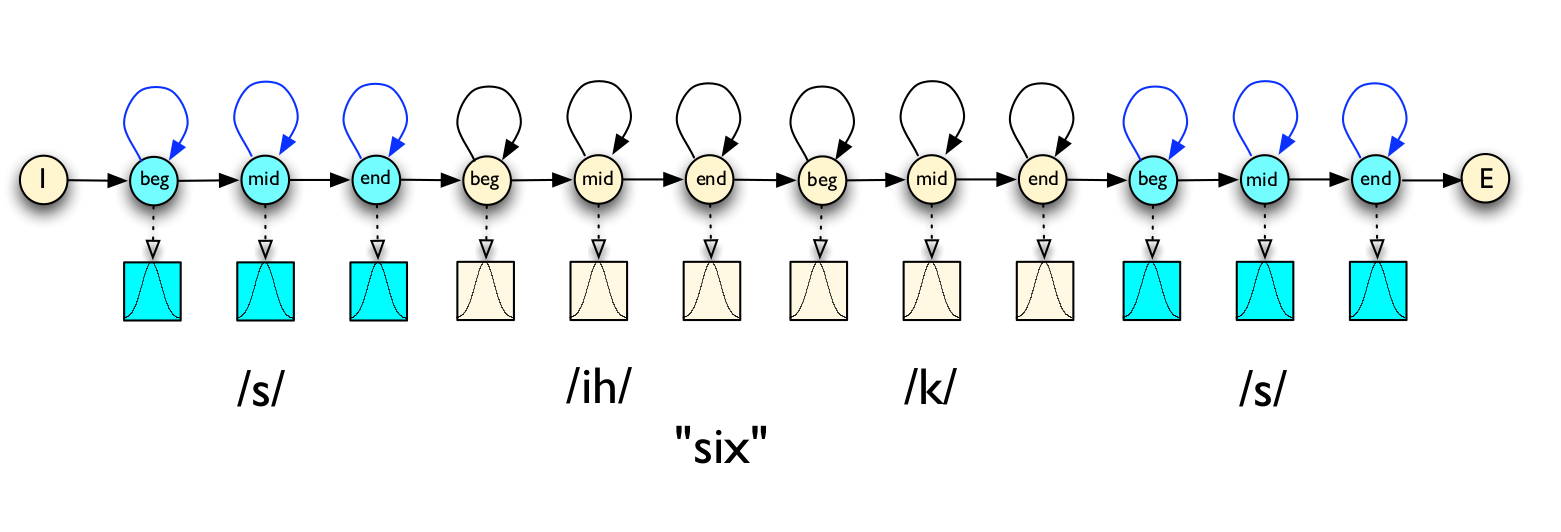 I beg mid end beg mid end beg mid end beg mid end E
/s/ /ih/ /k/ /s/
"six"